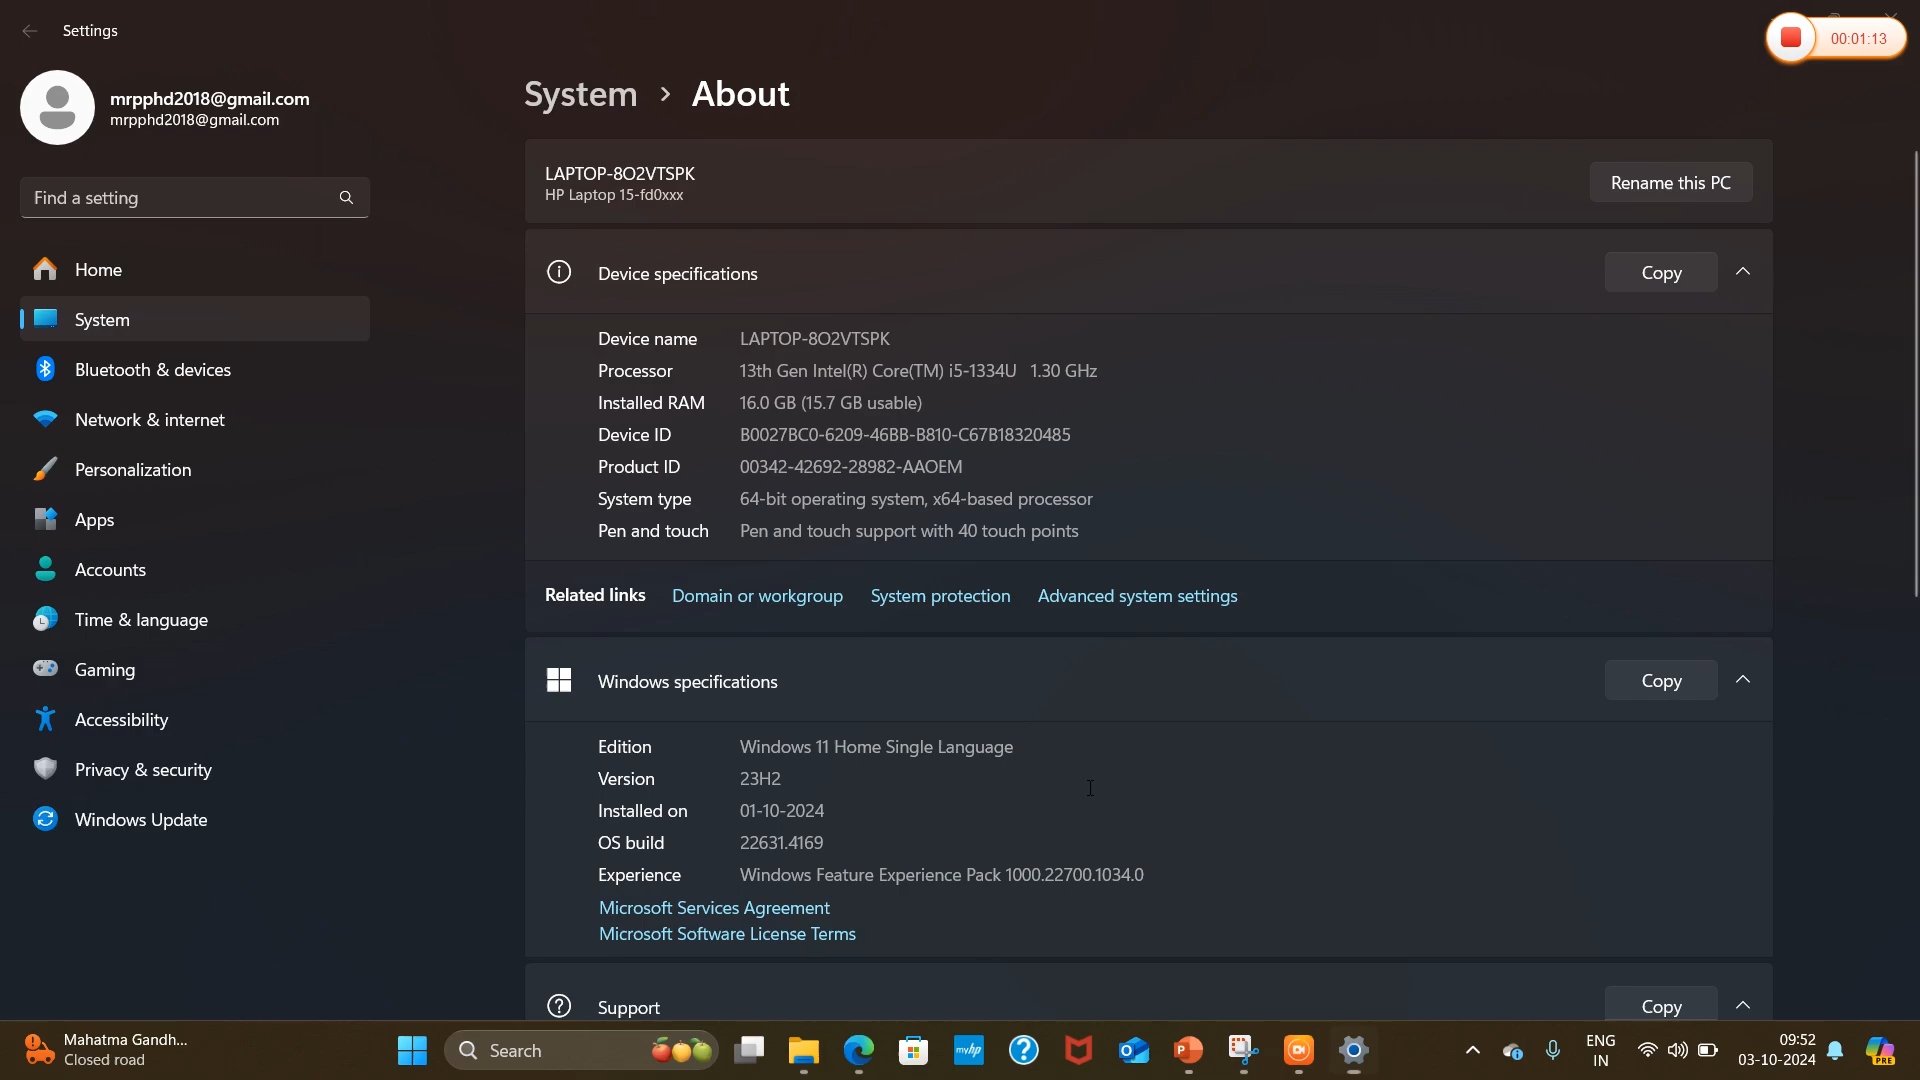 Settings
00:01:13
mrpphd2018@gmail.com
mrpphd2018@gmail.com
Find a setting
Home
System
Bluetooth & devices
Network & internet
Personalization
Apps
Accounts
Time & language
Gaming
Accessibility
Privacy & security
Windows Update
System > About
LAPTOP-8O2VTSPK
HP Laptop 15-fd0xxx
Rename this PC
Device specifications
Copy
Device name LAPTOP-8O2VTSPK
Processor 13th Gen Intel(R) Core(TM) i5-1334U 1.30 GHz
Installed RAM 16.0 GB (15.7 GB usable)
Device ID B0027BC0-6209-46BB-B810-C67B18320485
Product ID 00342-42692-28982-AAOEM
System type 64-bit operating system, x64-based processor
Pen and touch Pen and touch support with 40 touch points
Related links Domain or workgroup System protection Advanced system settings
Windows specifications
Copy
Edition Windows 11 Home Single Language
Version 23H2
Installed on 01-10-2024
OS build 22631.4169
Experience Windows Feature Experience Pack 1000.22700.1034.0
Microsoft Services Agreement
Microsoft Software License Terms
Support
Copy
Mahatma Gandh...
Closed road
Search
myhp
ENG
IN
09:52
03-10-2024
PRE